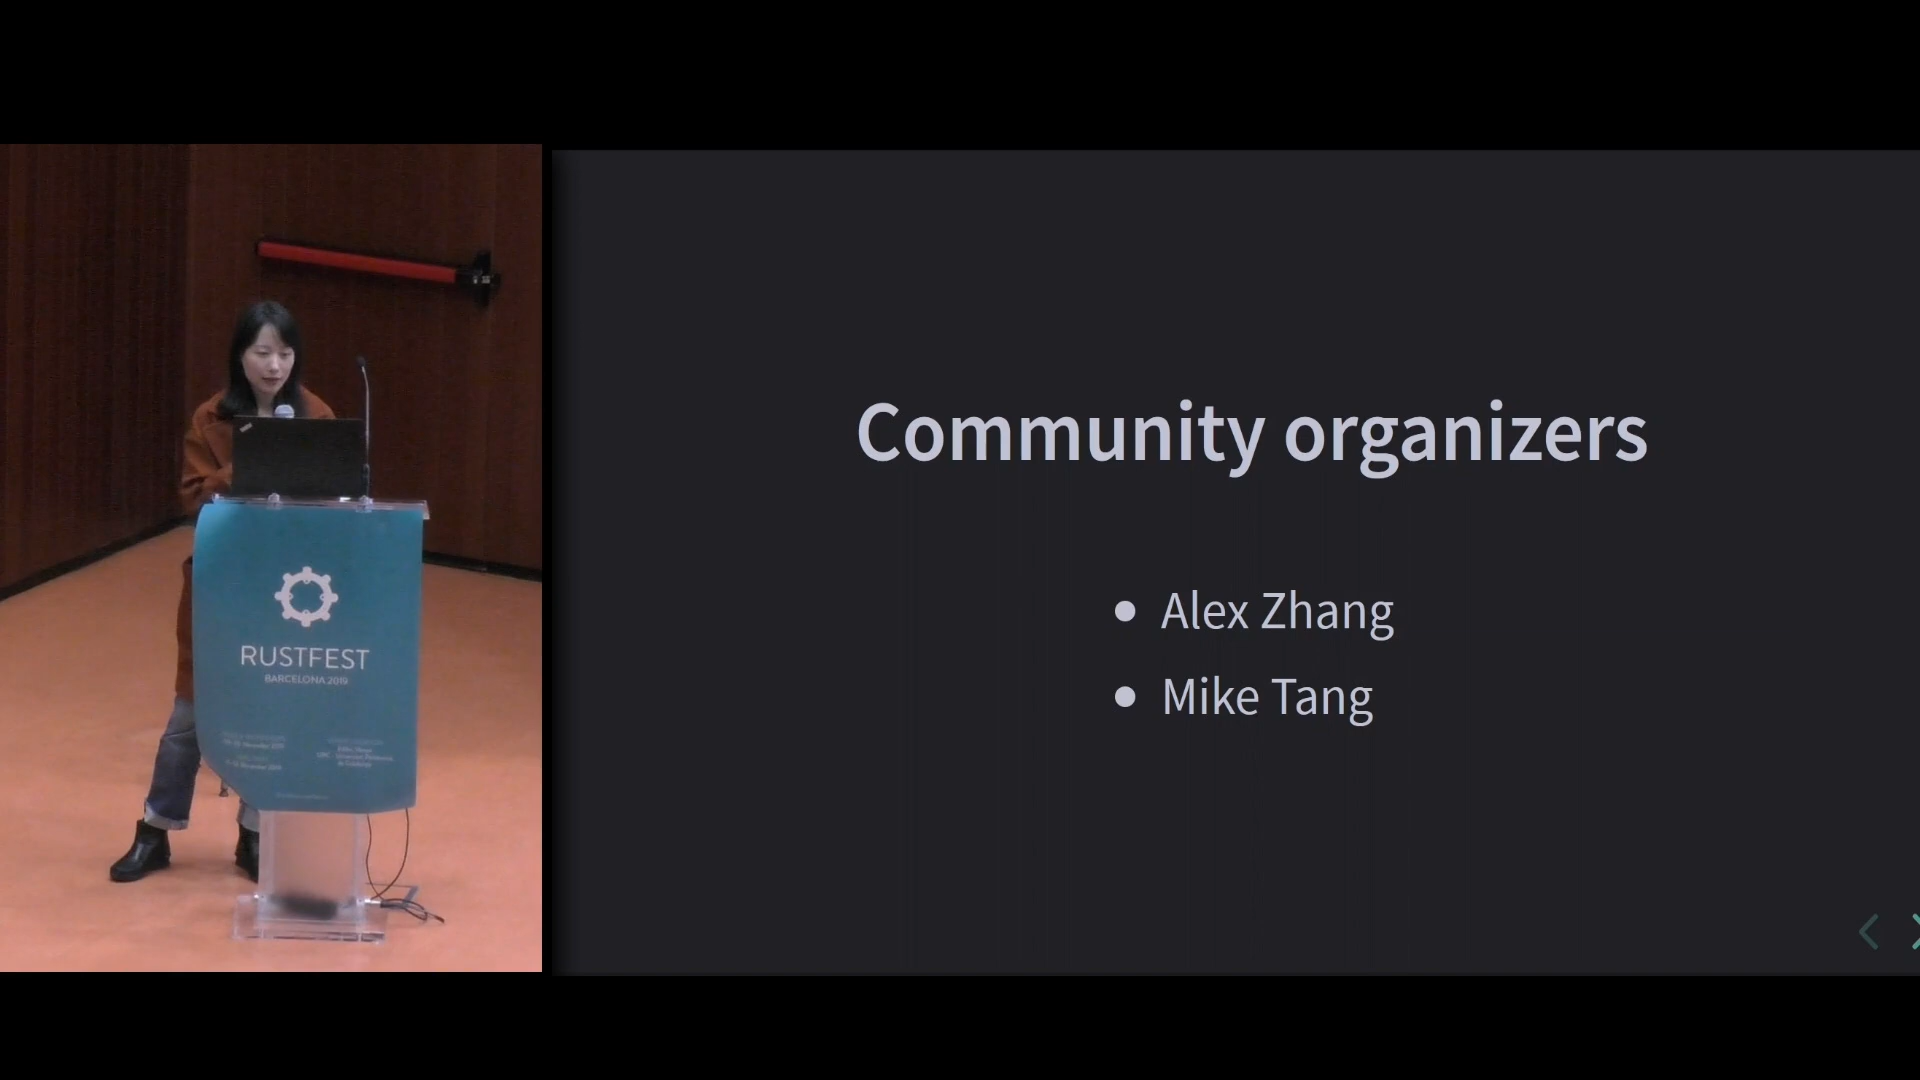 RUSTFEST
BARCELONA 2019
Community organizers
Alex Zhang
Mike Tang